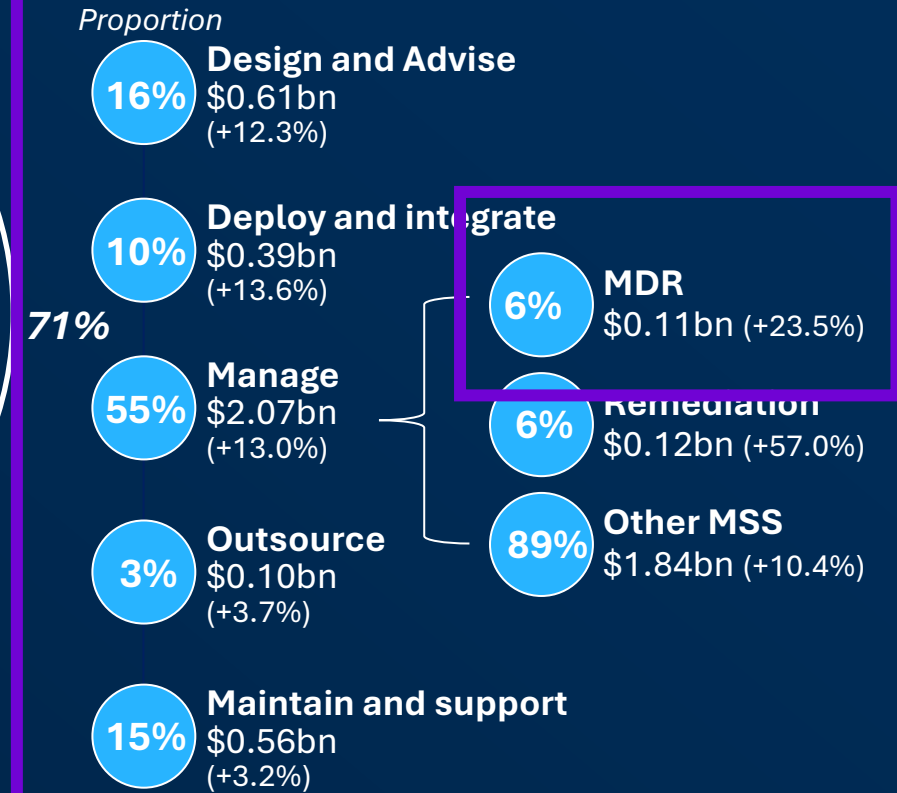 Proportion
16%
Design and Advise
$0.61bn
(+12.3%)
10%
Deploy and integrate
$0.39bn
(+13.6%)
71%
55%
Manage
$2.07bn
(+13.0%)
6%
MDR
$0.11bn (+23.5%)
6%
Remediation
$0.12bn (+57.0%)
89%
Other MSS
$1.84bn (+10.4%)
3%
Outsource
$0.10bn
(+3.7%)
15%
Maintain and support
$0.56bn
(+3.2%)